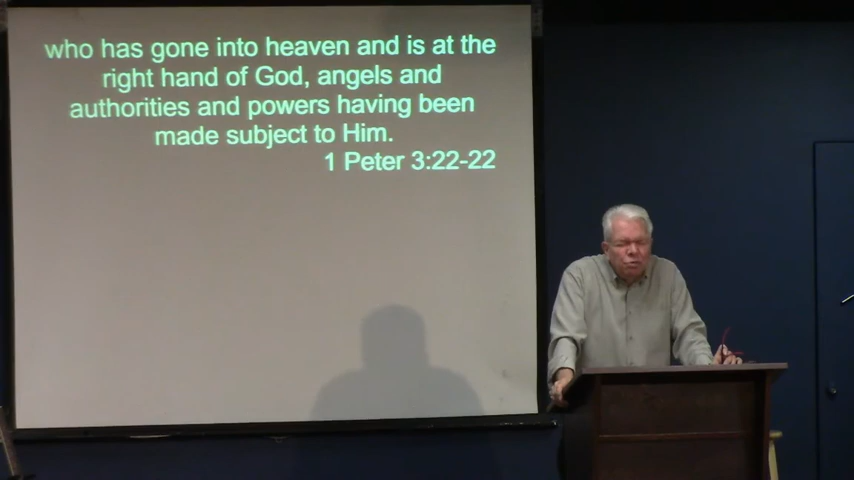 who has gone into heaven and is at the
right hand of God, angels and
authorities and powers having been
made subject to Him.
1 Peter 3:22-22